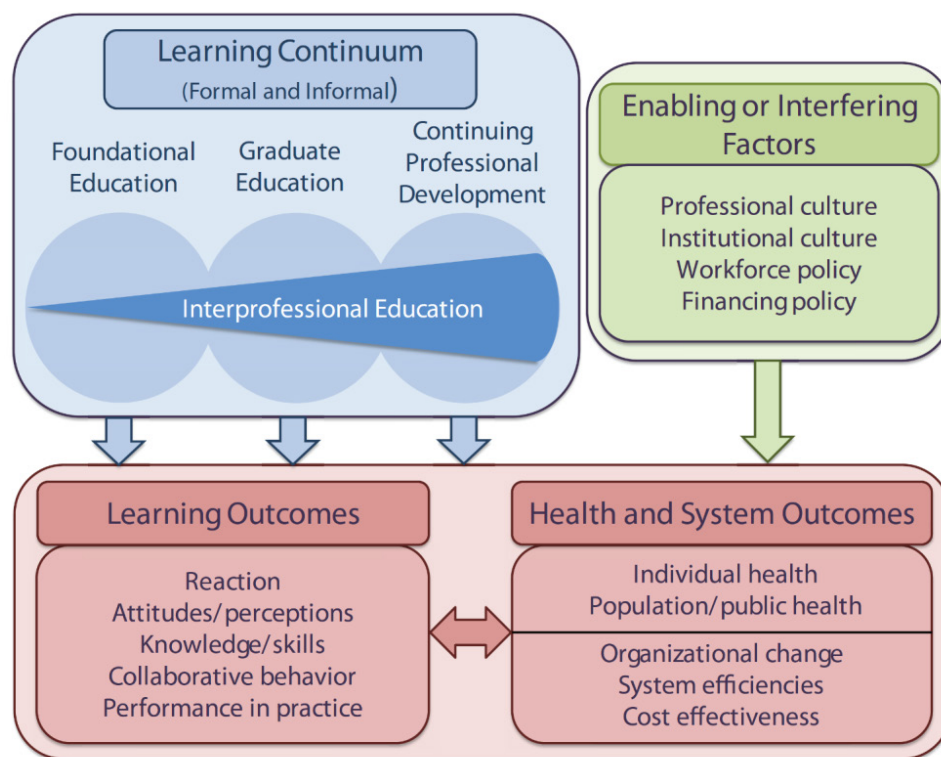 Learning Continuum
(Formal and Informal)
Foundational
Education
Graduate
Education
Continuing
Professional
Development
Interprofessional Education
Enabling or Interfering
Factors
Professional culture
Institutional culture
Workforce policy
Financing policy
Learning Outcomes
Reaction
Attitudes/perceptions
Knowledge/skills
Collaborative behavior
Performance in practice
Health and System Outcomes
Individual health
Population/public health
Organizational change
System efficiencies
Cost effectiveness